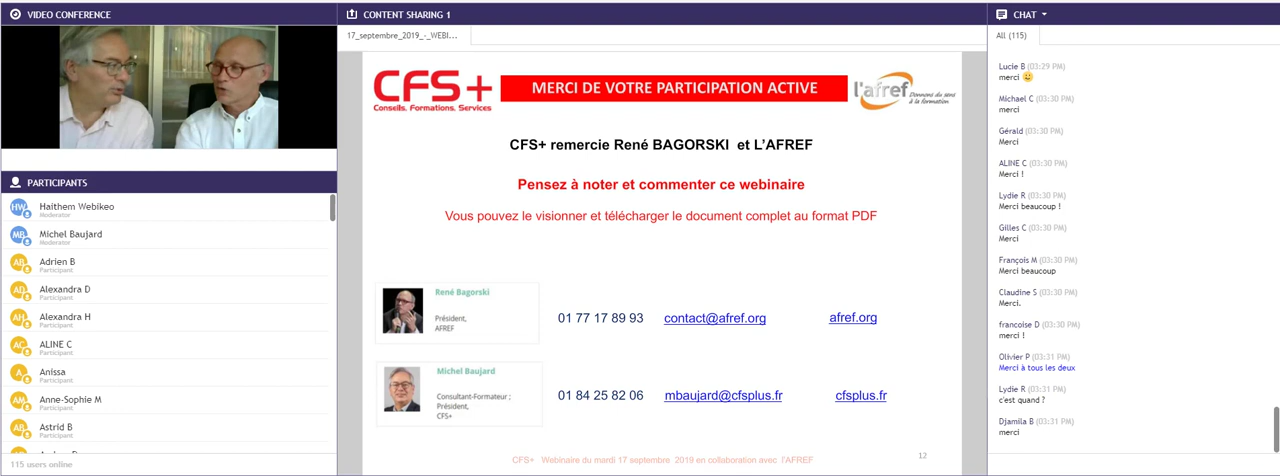 VIDEO CONFERENCE
PARTICIPANTS
HW Haithem Webikeo
Moderator
MB Michel Baujard
Moderator
AB Adrien B
Participant
AD Alexandra D
Participant
AH Alexandra H
Participant
AC ALINE C
Participant
A Anissa
Participant
AM Anne-Sophie M
Participant
AB Astrid B
Participant
115 users online
CONTENT SHARING 1
17_septembre_2019_-_WEBI...
CFS+
Conseils. Formations. Services
MERCI DE VOTRE PARTICIPATION ACTIVE
l'afref
Donnons du sens
à la formation
CFS+ remercie René BAGORSKI et L'AFREF
Pensez à noter et commenter ce webinaire
Vous pouvez le visionner et télécharger le document complet au format PDF
René Bagorski
Président,
AFREF
01 77 17 89 93 contact@afref.org afref.org
Michel Baujard
Consultant-Formateur ;
Président,
CFS+
01 84 25 82 06 mbaujard@cfsplus.fr cfsplus.fr
CFS+ Webinaire du mardi 17 septembre 2019 en collaboration avec l'AFREF
12
CHAT
All (115)
Lucie B (03:29 PM)
merci
Michael C (03:30 PM)
Merci
Gérald (03:30 PM)
Merci
ALINE C (03:30 PM)
Merci !
Lydie R (03:30 PM)
Merci beaucoup !
Gilles C (03:30 PM)
Merci
François M (03:30 PM)
Merci beaucoup
Claudine S (03:30 PM)
Merci.
francoise D (03:30 PM)
merci !
Olivier P (03:31 PM)
Merci à tous les deux
Lydie R (03:31 PM)
c'est quand ?
Djamila B (03:31 PM)
merci